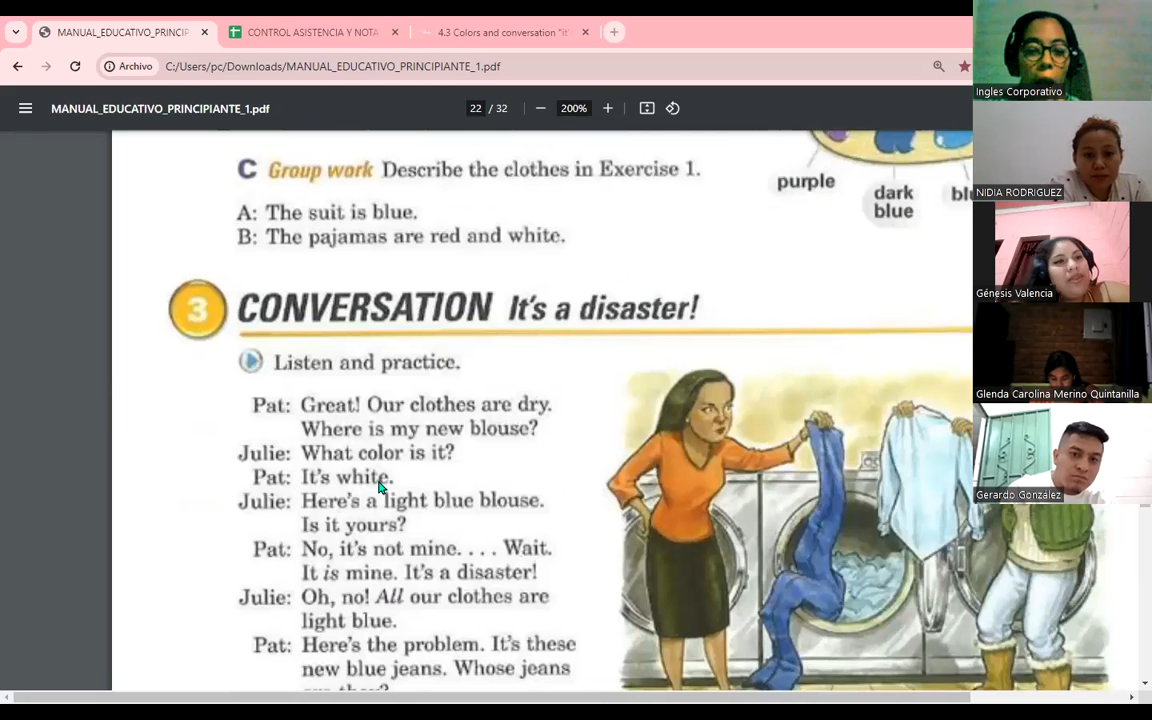 MANUAL_EDUCATIVO_PRINCIP
CONTROL ASISTENCIA Y NOTA
4.3 Colors and conversation "it
Archivo
C:/Users/pc/Downloads/MANUAL_EDUCATIVO_PRINCIPIANTE_1.pdf
MANUAL_EDUCATIVO_PRINCIPIANTE_1.pdf
22 / 32
200%
C Group work Describe the clothes in Exercise 1.
A: The suit is blue.
B: The pajamas are red and white.
purple
dark
blue
3 CONVERSATION It's a disaster!
Listen and practice.
Pat: Great! Our clothes are dry.
Where is my new blouse?
Julie: What color is it?
Pat: It's white.
Julie: Here's a light blue blouse.
Is it yours?
Pat: No, it's not mine. . . . Wait.
It is mine. It's a disaster!
Julie: Oh, no! All our clothes are
light blue.
Pat: Here's the problem. It's these
new blue jeans. Whose jeans
Ingles Corporativo
NIDIA RODRIGUEZ
Génesis Valencia
Glenda Carolina Merino Quintanilla
Gerardo González